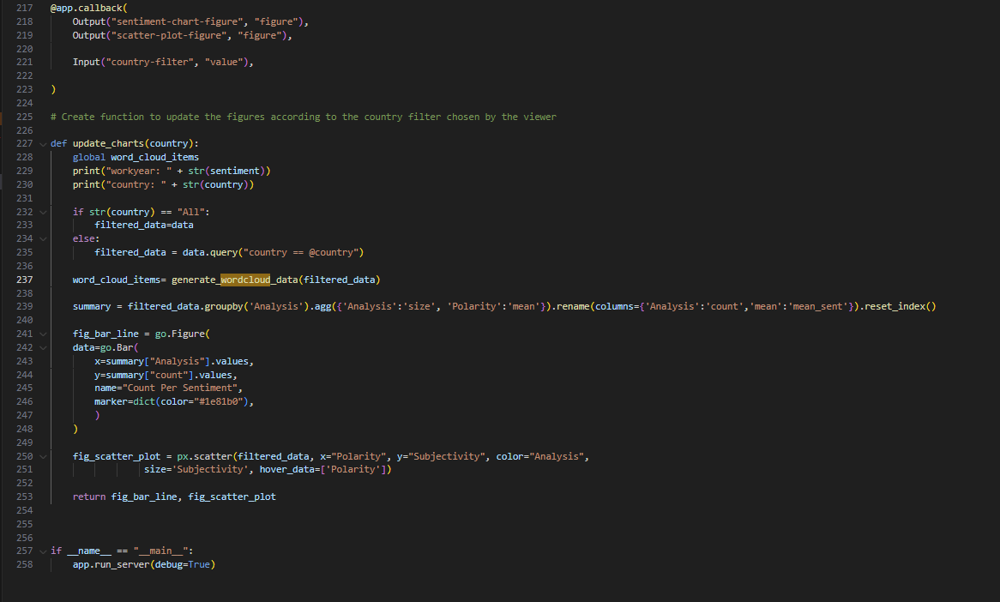 217 @app.callback(
218     Output("sentiment-chart-figure", "figure"),
219     Output("scatter-plot-figure", "figure"),
220
221     Input("country-filter", "value"),
222
223 )
224
225 # Create function to update the figures according to the country filter chosen by the viewer
226
227 def update_charts(country):
228     global word_cloud_items
229     print("workyear: " + str(sentiment))
230     print("country: " + str(country))
231
232     if str(country) == "All":
233         filtered_data=data
234     else:
235         filtered_data = data.query("country == @country")
236
237     word_cloud_items= generate_wordcloud_data(filtered_data)
238
239     summary = filtered_data.groupby('Analysis').agg({'Analysis':'size', 'Polarity':'mean'}).rename(columns={'Analysis':'count','mean':'mean_sent'}).reset_index()
240
241     fig_bar_line = go.Figure(
242     data=go.Bar(
243         x=summary["Analysis"].values,
244         y=summary["count"].values,
245         name="Count Per Sentiment",
246         marker=dict(color="#1e81b0"),
247         )
248     )
249
250     fig_scatter_plot = px.scatter(filtered_data, x="Polarity", y="Subjectivity", color="Analysis",
251                  size='Subjectivity', hover_data=['Polarity'])
252
253     return fig_bar_line, fig_scatter_plot
254
255
256
257 if __name__ == "__main__":
258     app.run_server(debug=True)